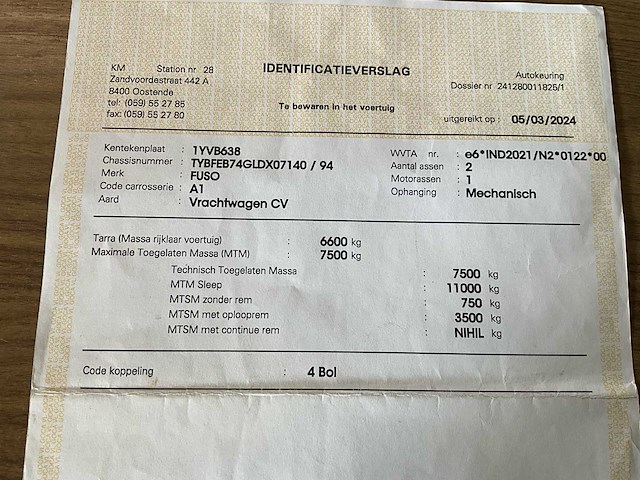 IDENTIFICATIEVERSLAG
KM Station nr 28
Zandvoordestraat 442 A
8400 Oostende
tel: (059) 55 27 85
fax: (059) 55 27 80
Te bewaren in het voertuig
Autokeuring
Dossier nr 241280011825/1
uitgereikt op : 05/03/2024
Kentekenplaat : 1YVB638
Chassisnummer : TYBFEB74GLDX07140 / 94
Merk : FUSO
Code carrosserie : A1
Aard : Vrachtwagen CV
WVTA nr. : e6*IND2021/N2*0122*00
Aantal assen : 2
Motorassen : 1
Ophanging : Mechanisch
Tarra (Massa rijklaar voertuig) : 6600 kg
Maximale Toegelaten Massa (MTM) : 7500 kg
Technisch Toegelaten Massa : 7500 kg
MTM Sleep : 11000 kg
MTSM zonder rem : 750 kg
MTSM met oplooprem : 3500 kg
MTSM met continue rem : NIHIL kg
Code koppeling : 4 Bol